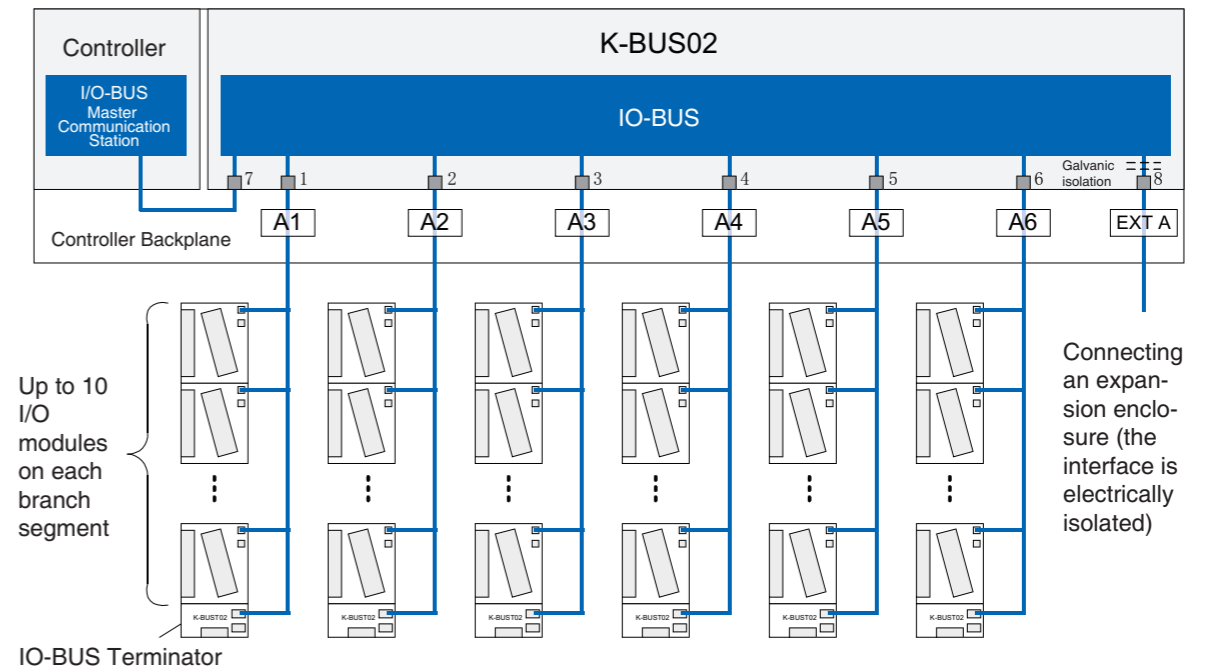 Controller
K-BUS02
I/O-BUS
Master
Communication
Station
IO-BUS
Galvanic
isolation
7
1
2
3
4
5
6
8
A1
A2
A3
A4
A5
A6
EXT A
Controller Backplane
Up to 10
I/O
modules
on each
branch
segment
Connecting
an expan-
sion enclo-
sure (the
interface is
electrically
isolated)
K-BUST02
K-BUST02
K-BUST02
K-BUST02
K-BUST02
K-BUST02
IO-BUS Terminator